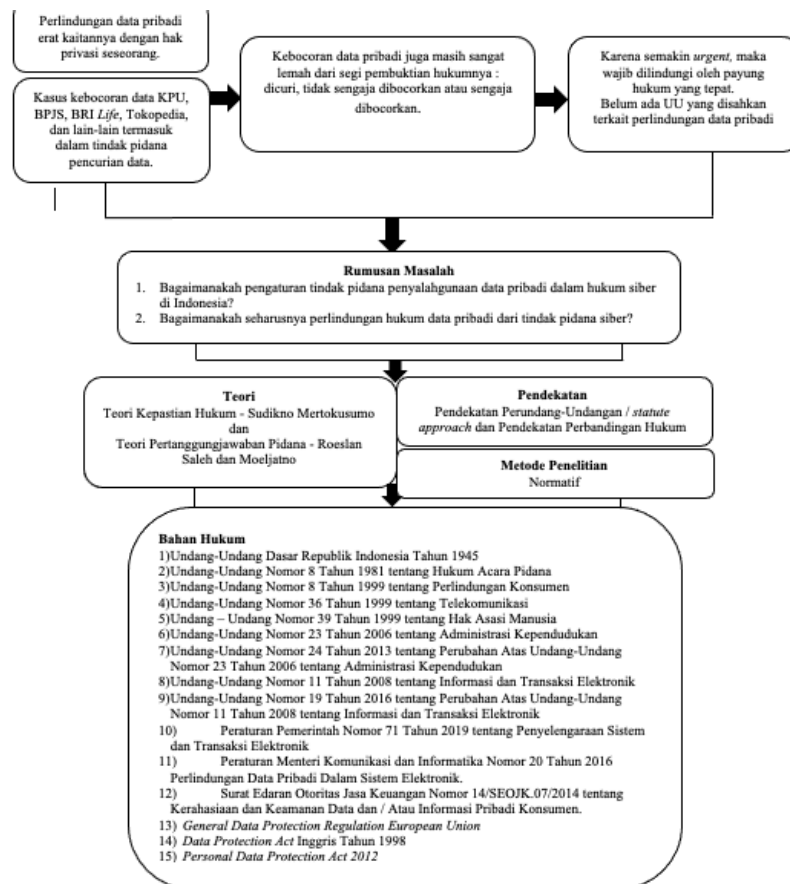 Perlindungan data pribadi
erat kaitannya dengan hak
privasi seseorang.
Kasus kebocoran data KPU,
BPJS, BRI Life, Tokopedia,
dan lain-lain termasuk
dalam tindak pidana
pencurian data.
Kebocoran data pribadi juga masih sangat
lemah dari segi pembuktian hukumnya :
dicuri, tidak sengaja dibocorkan atau sengaja
dibocorkan.
Karena semakin urgent, maka
wajib dilindungi oleh payung
hukum yang tepat.
Belum ada UU yang disahkan
terkait perlindungan data pribadi
Rumusan Masalah
1. Bagaimanakah pengaturan tindak pidana penyalahgunaan data pribadi dalam hukum siber
di Indonesia?
2. Bagaimanakah seharusnya perlindungan hukum data pribadi dari tindak pidana siber?
Teori
Teori Kepastian Hukum - Sudikno Mertokusumo
dan
Teori Pertanggungjawaban Pidana - Roeslan
Saleh dan Moeljatno
Pendekatan
Pendekatan Perundang-Undangan / statute
approach dan Pendekatan Perbandingan Hukum
Metode Penelitian
Normatif
Bahan Hukum
1)Undang-Undang Dasar Republik Indonesia Tahun 1945
2)Undang-Undang Nomor 8 Tahun 1981 tentang Hukum Acara Pidana
3)Undang-Undang Nomor 8 Tahun 1999 tentang Perlindungan Konsumen
4)Undang-Undang Nomor 36 Tahun 1999 tentang Telekomunikasi
5)Undang – Undang Nomor 39 Tahun 1999 tentang Hak Asasi Manusia
6)Undang-Undang Nomor 23 Tahun 2006 tentang Administrasi Kependudukan
7)Undang-Undang Nomor 24 Tahun 2013 tentang Perubahan Atas Undang-Undang
Nomor 23 Tahun 2006 tentang Administrasi Kependudukan
8)Undang-Undang Nomor 11 Tahun 2008 tentang Informasi dan Transaksi Elektronik
9)Undang-Undang Nomor 19 Tahun 2016 tentang Perubahan Atas Undang-Undang
Nomor 11 Tahun 2008 tentang Informasi dan Transaksi Elektronik
10) Peraturan Pemerintah Nomor 71 Tahun 2019 tentang Penyelengaraan Sistem
dan Transaksi Elektronik
11) Peraturan Menteri Komunikasi dan Informatika Nomor 20 Tahun 2016
Perlindungan Data Pribadi Dalam Sistem Elektronik.
12) Surat Edaran Otoritas Jasa Keuangan Nomor 14/SEOJK.07/2014 tentang
Kerahasiaan dan Keamanan Data dan / Atau Informasi Pribadi Konsumen.
13) General Data Protection Regulation European Union
14) Data Protection Act Inggris Tahun 1998
15) Personal Data Protection Act 2012